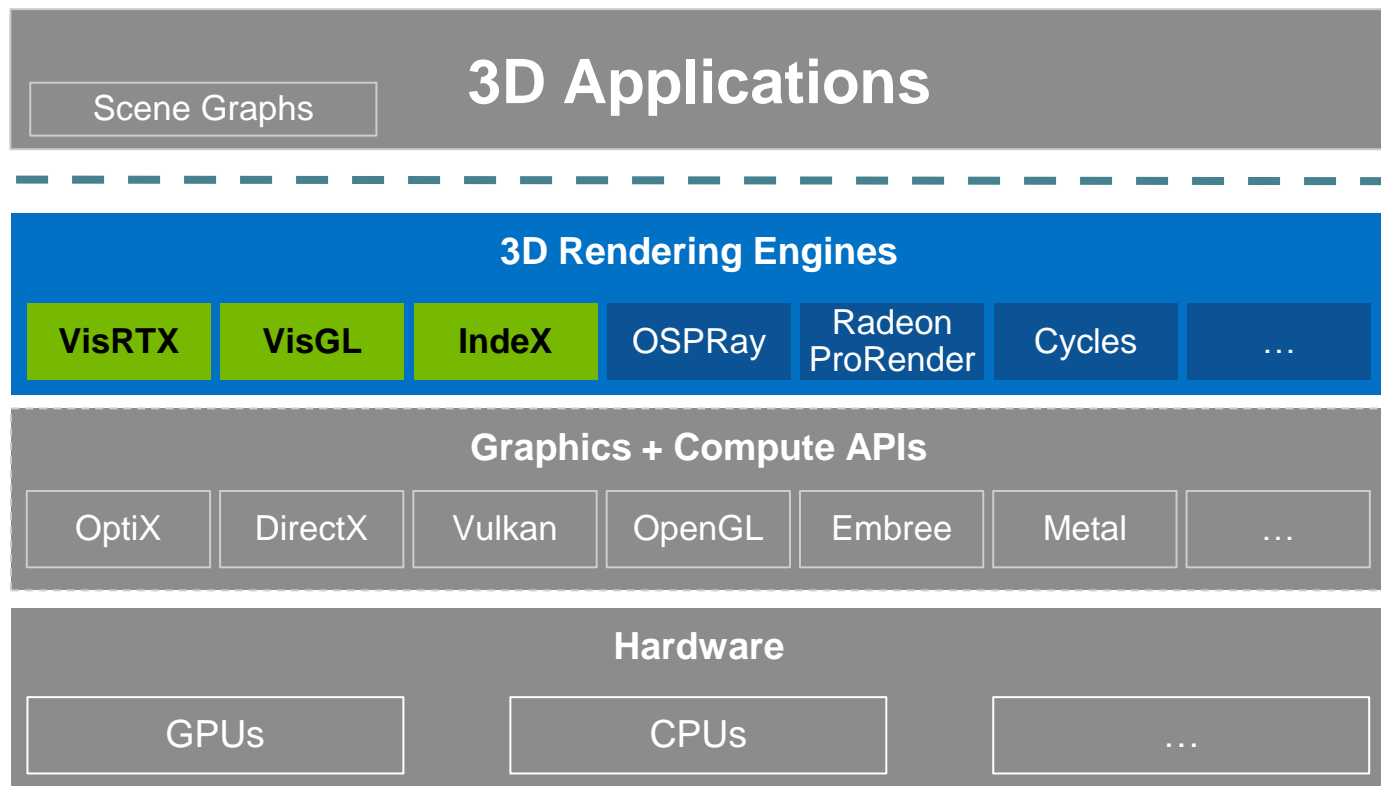 3D Applications
Scene Graphs
3D Rendering Engines
VisRTX
VisGL
IndeX
OSPRay
Radeon
ProRender
Cycles
…
Graphics + Compute APIs
OptiX
DirectX
Vulkan
OpenGL
Embree
Metal
…
Hardware
GPUs
CPUs
…